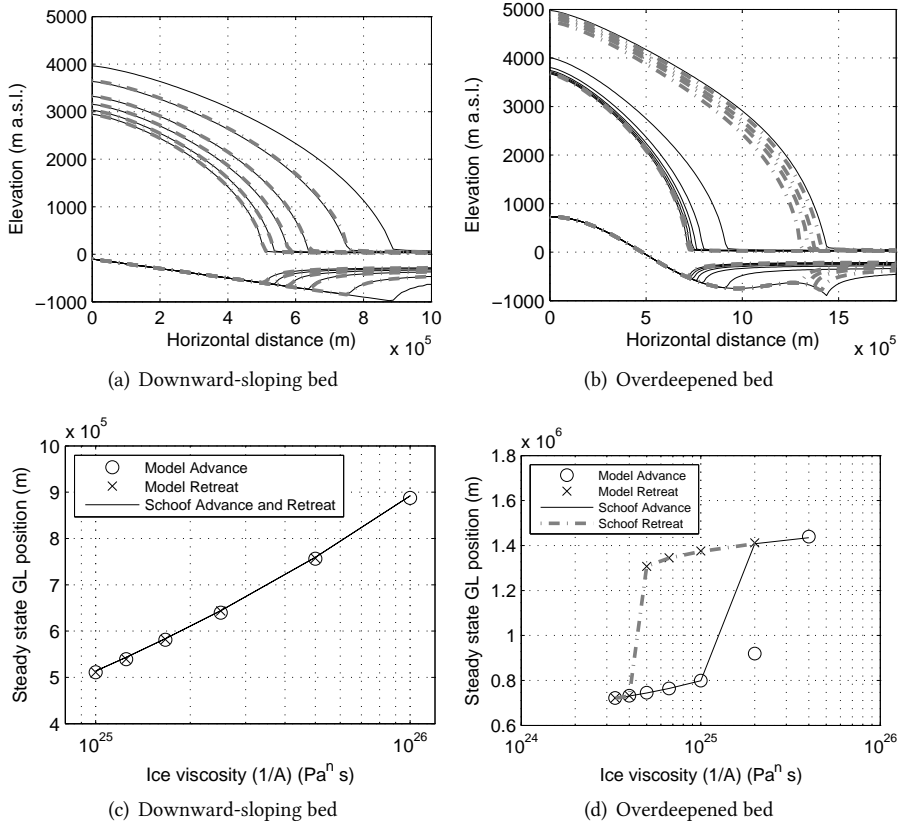 5000
4000
3000
2000
1000
0
−1000
Elevation (m a.s.l.)
0 2 4 6 8 10
x 10^5
Horizontal distance (m)
(a) Downward-sloping bed
5000
4000
3000
2000
1000
0
−1000
Elevation (m a.s.l.)
0 5 10 15
x 10^5
Horizontal distance (m)
(b) Overdeepened bed
x 10^5
10
9
8
7
6
5
4
Steady state GL position (m)
Model Advance
Model Retreat
Schoof Advance and Retreat
10^25 10^26
Ice viscosity (1/A) (Pa^n s)
(c) Downward-sloping bed
x 10^6
1.8
1.6
1.4
1.2
1
0.8
0.6
Steady state GL position (m)
Model Advance
Model Retreat
Schoof Advance
Schoof Retreat
10^24 10^25 10^26
Ice viscosity (1/A) (Pa^n s)
(d) Overdeepened bed